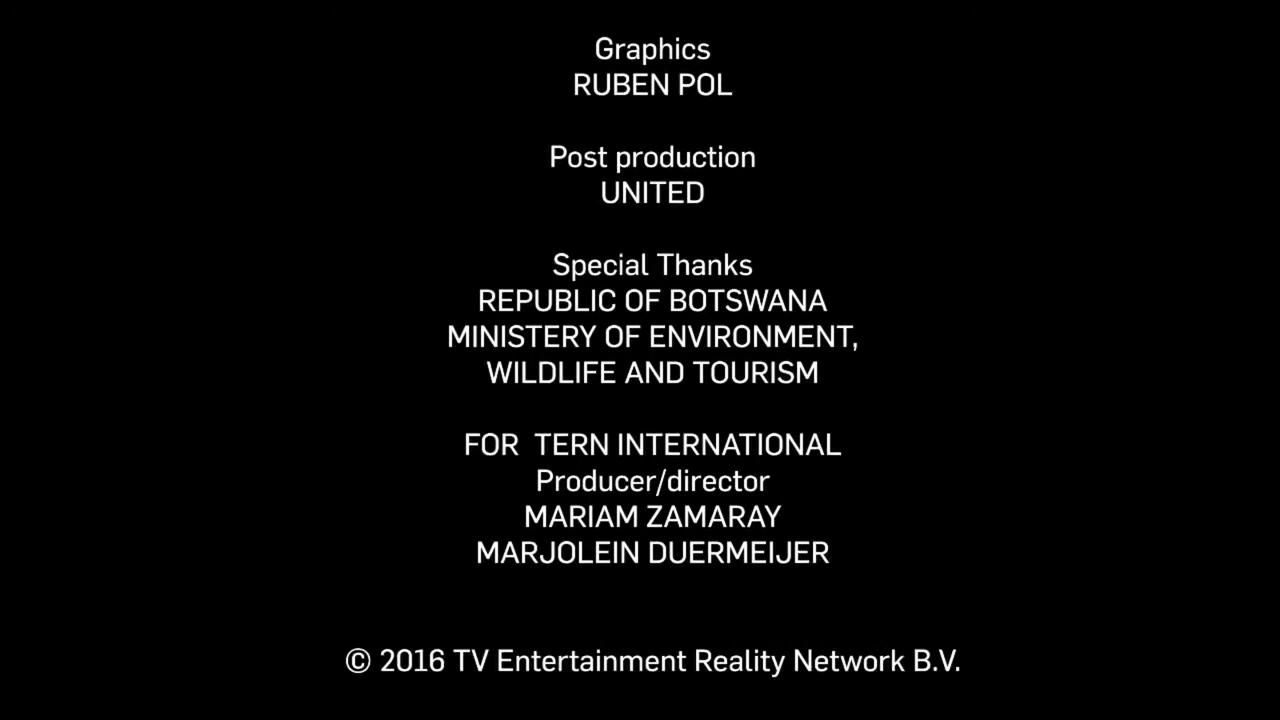 Graphics
RUBEN POL
Post production
UNITED
Special Thanks
REPUBLIC OF BOTSWANA
MINISTERY OF ENVIRONMENT,
WILDLIFE AND TOURISM
FOR  TERN INTERNATIONAL
Producer/director
MARIAM ZAMARAY
MARJOLEIN DUERMEIJER
© 2016 TV Entertainment Reality Network B.V.